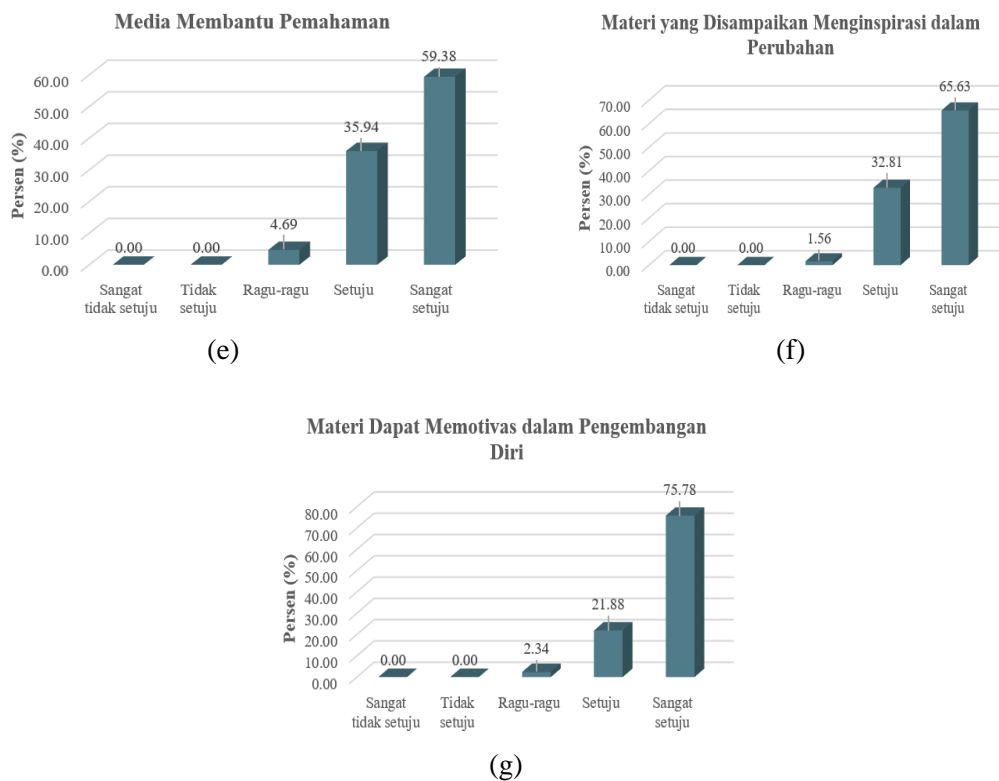 Media Membantu Pemahaman
Persen (%)
60.00
50.00
40.00
30.00
20.00
10.00
0.00
0.00
0.00
4.69
35.94
59.38
Sangat
tidak setuju
Tidak
setuju
Ragu-ragu
Setuju
Sangat
setuju
(e)
Materi yang Disampaikan Menginspirasi dalam
Perubahan
Persen (%)
70.00
60.00
50.00
40.00
30.00
20.00
10.00
0.00
0.00
0.00
1.56
32.81
65.63
Sangat
tidak setuju
Tidak
setuju
Ragu-ragu
Setuju
Sangat
setuju
(f)
Materi Dapat Memotivas dalam Pengembangan
Diri
Persen (%)
80.00
70.00
60.00
50.00
40.00
30.00
20.00
10.00
0.00
0.00
0.00
2.34
21.88
75.78
Sangat
tidak setuju
Tidak
setuju
Ragu-ragu
Setuju
Sangat
setuju
(g)